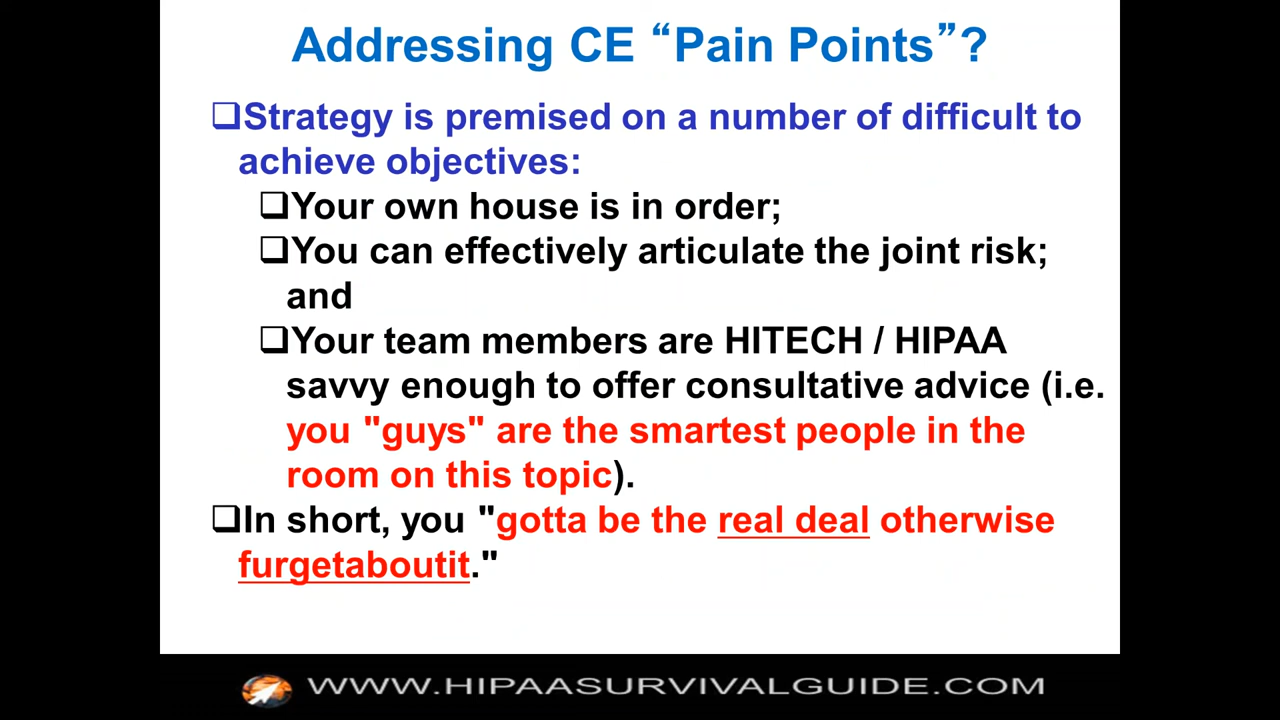 Addressing CE “Pain Points”?
❑Strategy is premised on a number of difficult to
achieve objectives:
❑Your own house is in order;
❑You can effectively articulate the joint risk;
and
❑Your team members are HITECH / HIPAA
savvy enough to offer consultative advice (i.e.
you "guys" are the smartest people in the
room on this topic).
❑In short, you "gotta be the real deal otherwise
furgetaboutit."
WWW.HIPAASURVIVALGUIDE.COM